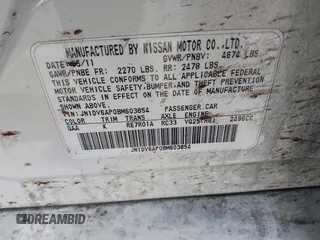 MANUFACTURED BY NISSAN MOTOR CO.,LTD.
DATE: 05/11 GVWR/PNBV: 4674 LBS.
GAWR/PNBE FR: 2270 LBS. RR: 2478 LBS.
THIS VEHICLE CONFORMS TO ALL APPLICABLE
FEDERAL MOTOR VEHICLE SAFETY, BUMPER, AND THEFT
PREVENTION STANDARDS IN EFFECT ON THE DATE OF
MANUFACTURE SHOWN ABOVE.
VIN: JN1DV6AP0BM603854 PASSENGER CAR
COLOR TRIM TRANS AXLE ENGINE
QAA K RE7R01A RC33 2496CC
JN1DV6AP0BM603854
DREAMBID